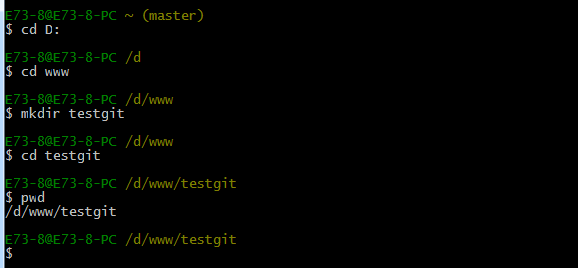 E73-8@E73-8-PC ~ (master)
$ cd D:
E73-8@E73-8-PC /d
$ cd www
E73-8@E73-8-PC /d/www
$ mkdir testgit
E73-8@E73-8-PC /d/www
$ cd testgit
E73-8@E73-8-PC /d/www/testgit
$ pwd
/d/www/testgit
E73-8@E73-8-PC /d/www/testgit
$